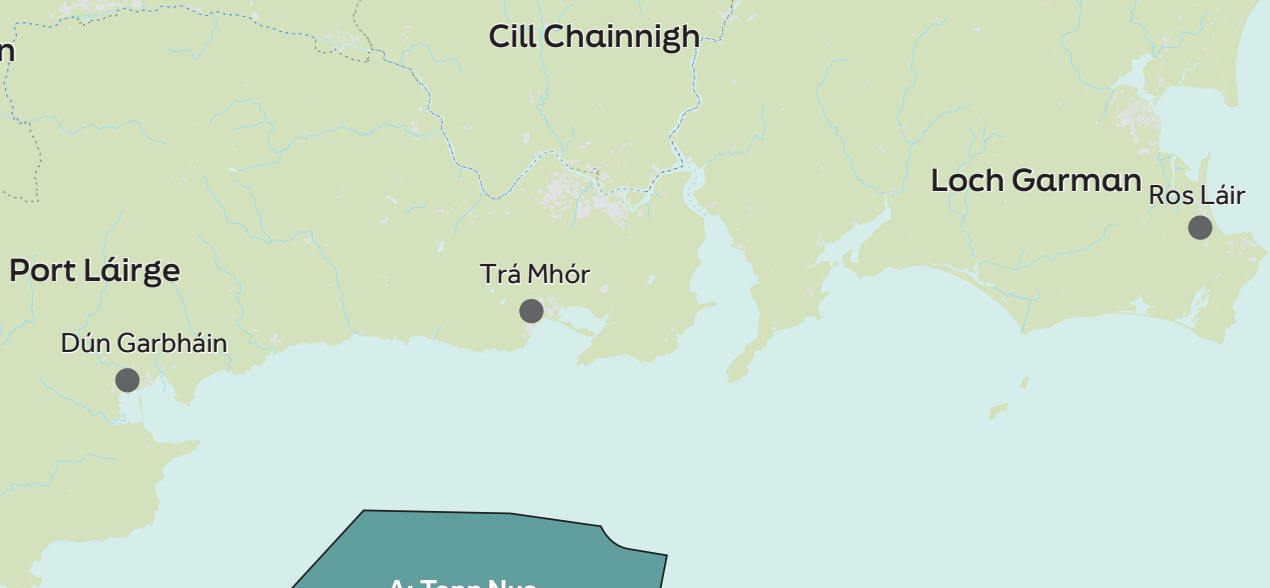 Cill Chainnigh
n
Loch Garman
Ros Láir
Port Láirge
Trá Mhór
Dún Garbháin